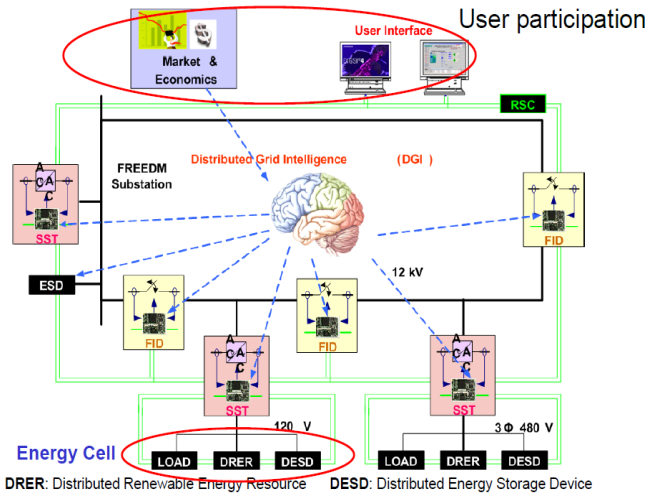 User participation
User Interface
Market & Economics
RSC
FREEDM Substation
Distributed Grid Intelligence (DGI )
A
C
A
C
SST
FID
ESD
12 kV
FID
FID
A
C
A
C
SST
A
C
A
C
SST
120 V
3 Φ 480 V
Energy Cell
LOAD DRER DESD
LOAD DRER DESD
DRER: Distributed Renewable Energy Resource DESD: Distributed Energy Storage Device